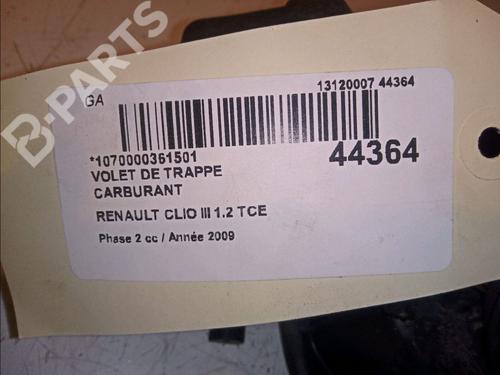 B-PARTS
GA
13120007 44364
*1070000361501
44364
VOLET DE TRAPPE
CARBURANT
RENAULT CLIO III 1.2 TCE
Phase 2 cc / Année 2009